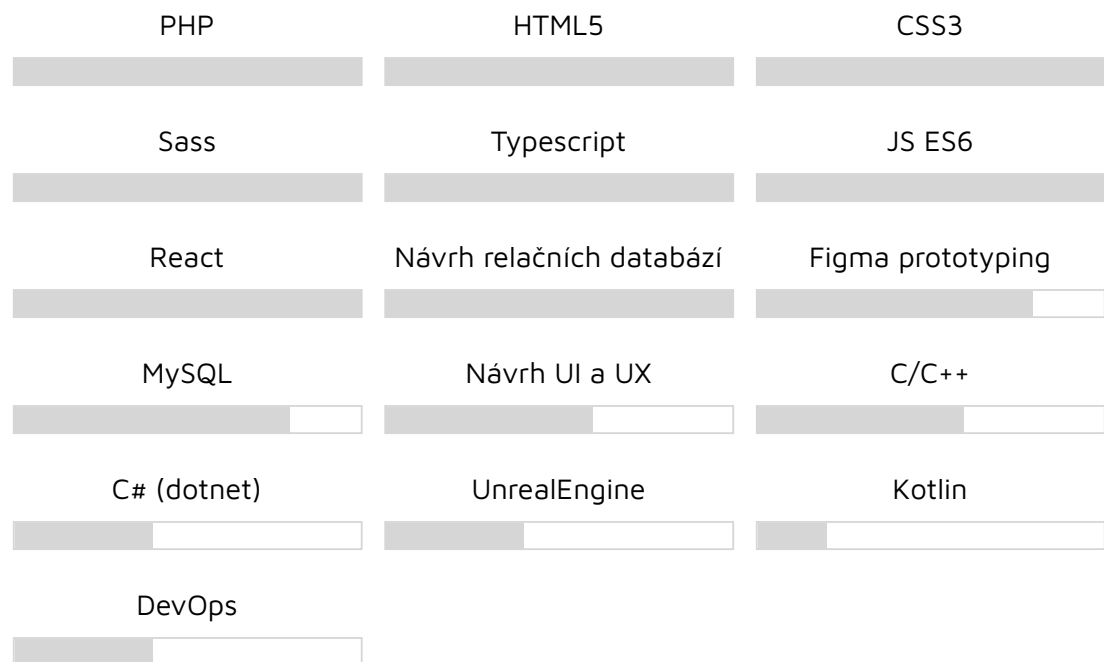 PHP
HTML5
CSS3
Sass
Typescript
JS ES6
React
Návrh relačních databází
Figma prototyping
MySQL
Návrh UI a UX
C/C++
C# (dotnet)
UnrealEngine
Kotlin
DevOps